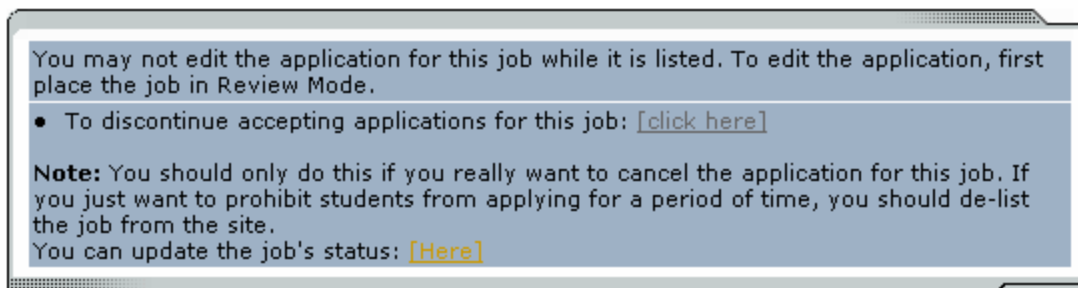 You may not edit the application for this job while it is listed. To edit the application, first
place the job in Review Mode.
● To discontinue accepting applications for this job: [click here]
Note: You should only do this if you really want to cancel the application for this job. If
you just want to prohibit students from applying for a period of time, you should de-list
the job from the site.
You can update the job's status: [Here]